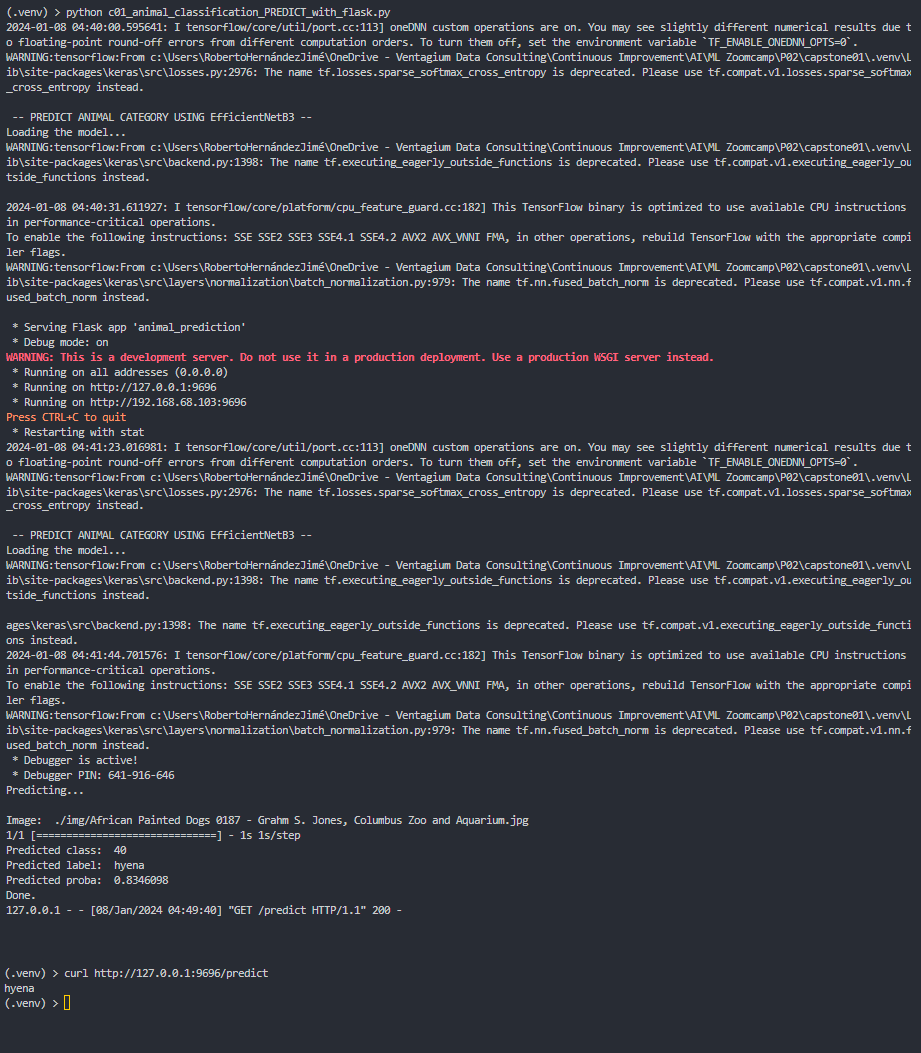 (.venv) > python c01_animal_classification_PREDICT_with_flask.py
2024-01-08 04:40:00.595641: I tensorflow/core/util/port.cc:113] oneDNN custom operations are on. You may see slightly different numerical results due t
o floating-point round-off errors from different computation orders. To turn them off, set the environment variable `TF_ENABLE_ONEDNN_OPTS=0`.
WARNING:tensorflow:From c:\Users\RobertoHernándezJimé\OneDrive - Ventagium Data Consulting\Continuous Improvement\AI\ML Zoomcamp\P02\capstone01\.venv\L
ib\site-packages\keras\src\losses.py:2976: The name tf.losses.sparse_softmax_cross_entropy is deprecated. Please use tf.compat.v1.losses.sparse_softmax
_cross_entropy instead.
-- PREDICT ANIMAL CATEGORY USING EfficientNetB3 --
Loading the model...
WARNING:tensorflow:From c:\Users\RobertoHernándezJimé\OneDrive - Ventagium Data Consulting\Continuous Improvement\AI\ML Zoomcamp\P02\capstone01\.venv\L
ib\site-packages\keras\src\backend.py:1398: The name tf.executing_eagerly_outside_functions is deprecated. Please use tf.compat.v1.executing_eagerly_ou
tside_functions instead.
2024-01-08 04:40:31.611927: I tensorflow/core/platform/cpu_feature_guard.cc:182] This TensorFlow binary is optimized to use available CPU instructions
in performance-critical operations.
To enable the following instructions: SSE SSE2 SSE3 SSE4.1 SSE4.2 AVX2 AVX_VNNI FMA, in other operations, rebuild TensorFlow with the appropriate compi
ler flags.
WARNING:tensorflow:From c:\Users\RobertoHernándezJimé\OneDrive - Ventagium Data Consulting\Continuous Improvement\AI\ML Zoomcamp\P02\capstone01\.venv\L
ib\site-packages\keras\src\layers\normalization\batch_normalization.py:979: The name tf.nn.fused_batch_norm is deprecated. Please use tf.compat.v1.nn.f
used_batch_norm instead.
* Serving Flask app 'animal_prediction'
* Debug mode: on
WARNING: This is a development server. Do not use it in a production deployment. Use a production WSGI server instead.
* Running on all addresses (0.0.0.0)
* Running on http://127.0.0.1:9696
* Running on http://192.168.68.103:9696
Press CTRL+C to quit
* Restarting with stat
2024-01-08 04:41:23.016981: I tensorflow/core/util/port.cc:113] oneDNN custom operations are on. You may see slightly different numerical results due t
o floating-point round-off errors from different computation orders. To turn them off, set the environment variable `TF_ENABLE_ONEDNN_OPTS=0`.
WARNING:tensorflow:From c:\Users\RobertoHernándezJimé\OneDrive - Ventagium Data Consulting\Continuous Improvement\AI\ML Zoomcamp\P02\capstone01\.venv\L
ib\site-packages\keras\src\losses.py:2976: The name tf.losses.sparse_softmax_cross_entropy is deprecated. Please use tf.compat.v1.losses.sparse_softmax
_cross_entropy instead.
-- PREDICT ANIMAL CATEGORY USING EfficientNetB3 --
Loading the model...
WARNING:tensorflow:From c:\Users\RobertoHernándezJimé\OneDrive - Ventagium Data Consulting\Continuous Improvement\AI\ML Zoomcamp\P02\capstone01\.venv\L
ib\site-packages\keras\src\backend.py:1398: The name tf.executing_eagerly_outside_functions is deprecated. Please use tf.compat.v1.executing_eagerly_ou
tside_functions instead.
ages\keras\src\backend.py:1398: The name tf.executing_eagerly_outside_functions is deprecated. Please use tf.compat.v1.executing_eagerly_outside_functi
ons instead.
2024-01-08 04:41:44.701576: I tensorflow/core/platform/cpu_feature_guard.cc:182] This TensorFlow binary is optimized to use available CPU instructions
in performance-critical operations.
To enable the following instructions: SSE SSE2 SSE3 SSE4.1 SSE4.2 AVX2 AVX_VNNI FMA, in other operations, rebuild TensorFlow with the appropriate compi
ler flags.
WARNING:tensorflow:From c:\Users\RobertoHernándezJimé\OneDrive - Ventagium Data Consulting\Continuous Improvement\AI\ML Zoomcamp\P02\capstone01\.venv\L
ib\site-packages\keras\src\layers\normalization\batch_normalization.py:979: The name tf.nn.fused_batch_norm is deprecated. Please use tf.compat.v1.nn.f
used_batch_norm instead.
* Debugger is active!
* Debugger PIN: 641-916-646
Predicting...
Image:  ./img/African Painted Dogs 0187 - Grahm S. Jones, Columbus Zoo and Aquarium.jpg
1/1 [==============================] - 1s 1s/step
Predicted class:  40
Predicted label:  hyena
Predicted proba:  0.8346098
Done.
127.0.0.1 - - [08/Jan/2024 04:49:40] "GET /predict HTTP/1.1" 200 -
(.venv) > curl http://127.0.0.1:9696/predict
hyena
(.venv) >